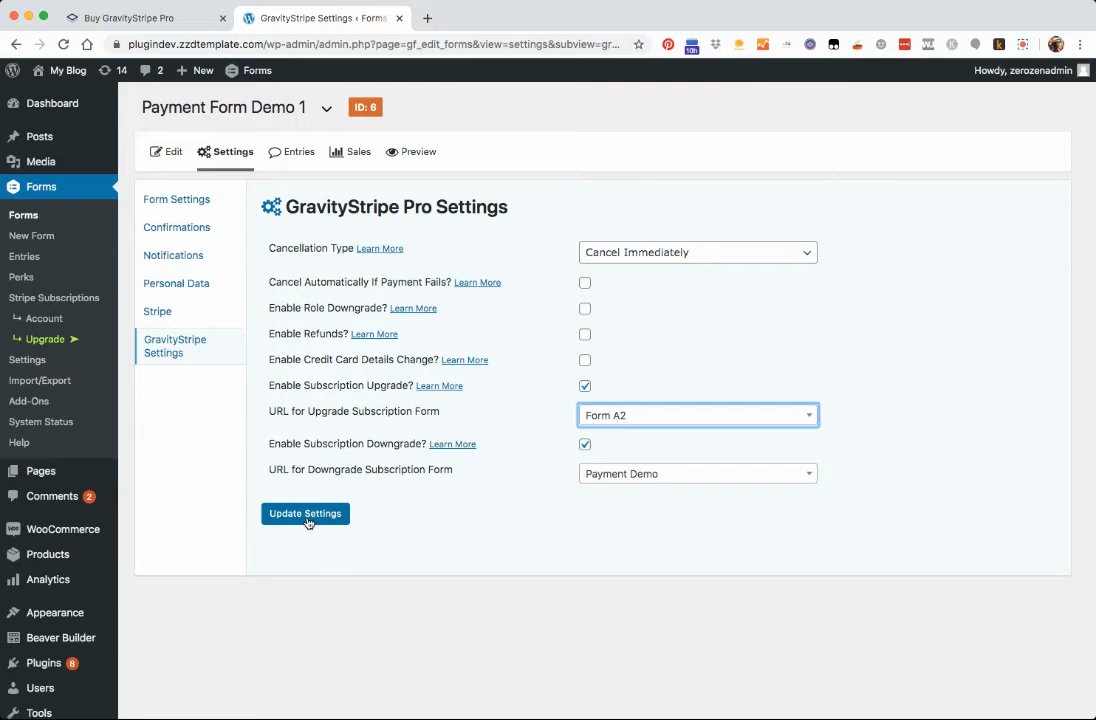 Buy GravityStripe Pro
GravityStripe Settings ‹ Forms
plugindev.zzdtemplate.com/wp-admin/admin.php?page=gf_edit_forms&view=settings&subview=gr...
10h
My Blog
14
2
New
Forms
Howdy, zerozenadmin
Dashboard
Posts
Media
Forms
Forms
New Form
Entries
Perks
Stripe Subscriptions
Account
Upgrade ➤
Settings
Import/Export
Add-Ons
System Status
Help
Pages
Comments 2
WooCommerce
Products
Analytics
Appearance
Beaver Builder
Plugins 8
Users
Tools
Payment Form Demo 1
ID: 6
Edit
Settings
Entries
Sales
Preview
Form Settings
Confirmations
Notifications
Personal Data
Stripe
GravityStripe
Settings
GravityStripe Pro Settings
Cancellation Type Learn More
Cancel Immediately
Cancel Automatically If Payment Fails? Learn More
Enable Role Downgrade? Learn More
Enable Refunds? Learn More
Enable Credit Card Details Change? Learn More
Enable Subscription Upgrade? Learn More
URL for Upgrade Subscription Form
Form A2
Enable Subscription Downgrade? Learn More
URL for Downgrade Subscription Form
Payment Demo
Update Settings